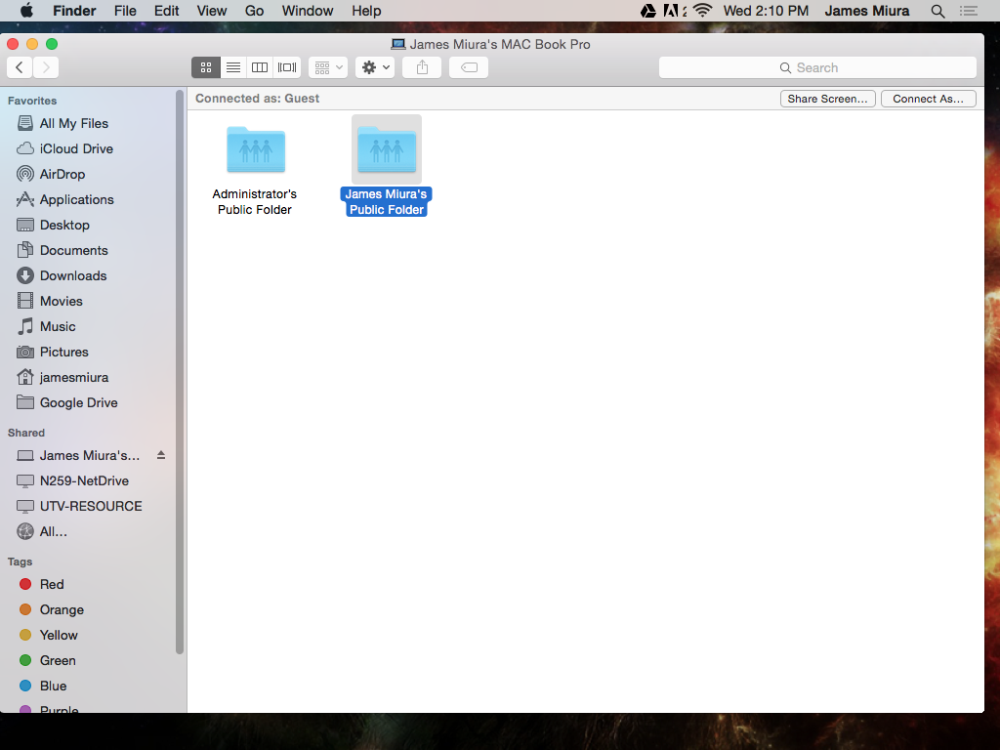 Finder File Edit View Go Window Help 2 Wed 2:10 PM James Miura
James Miura's MAC Book Pro
Search
Favorites
All My Files
iCloud Drive
AirDrop
Applications
Desktop
Documents
Downloads
Movies
Music
Pictures
jamesmiura
Google Drive
Shared
James Miura's...
N259-NetDrive
UTV-RESOURCE
All...
Tags
Red
Orange
Yellow
Green
Blue
Purple
Connected as: Guest
Share Screen... Connect As...
Administrator's
Public Folder
James Miura's
Public Folder